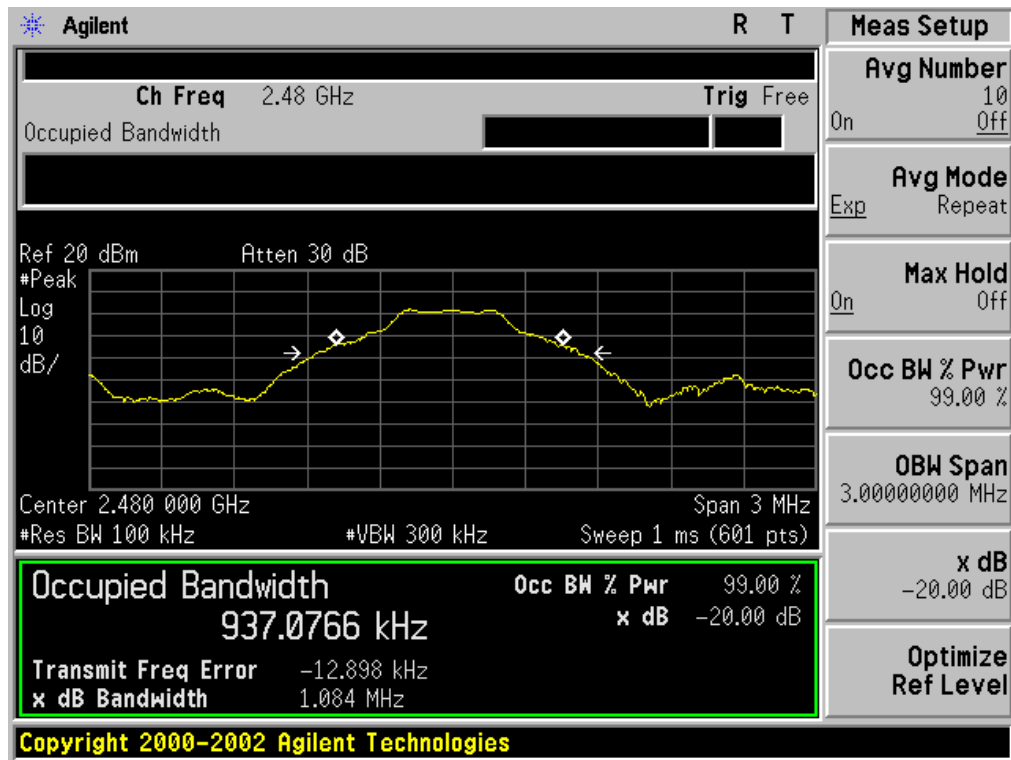 Agilent R T
Ch Freq 2.48 GHz Trig Free
Occupied Bandwidth
Ref 20 dBm Atten 30 dB
#Peak
Log
10
dB/
Center 2.480 000 GHz Span 3 MHz
#Res BW 100 kHz #VBW 300 kHz Sweep 1 ms (601 pts)
Occupied Bandwidth Occ BW % Pwr 99.00 %
937.0766 kHz x dB -20.00 dB
Transmit Freq Error -12.898 kHz
x dB Bandwidth 1.084 MHz
Copyright 2000-2002 Agilent Technologies
Meas Setup
Avg Number
10
On Off
Avg Mode
Exp Repeat
Max Hold
On Off
Occ BW % Pwr
99.00 %
OBW Span
3.00000000 MHz
x dB
-20.00 dB
Optimize
Ref Level